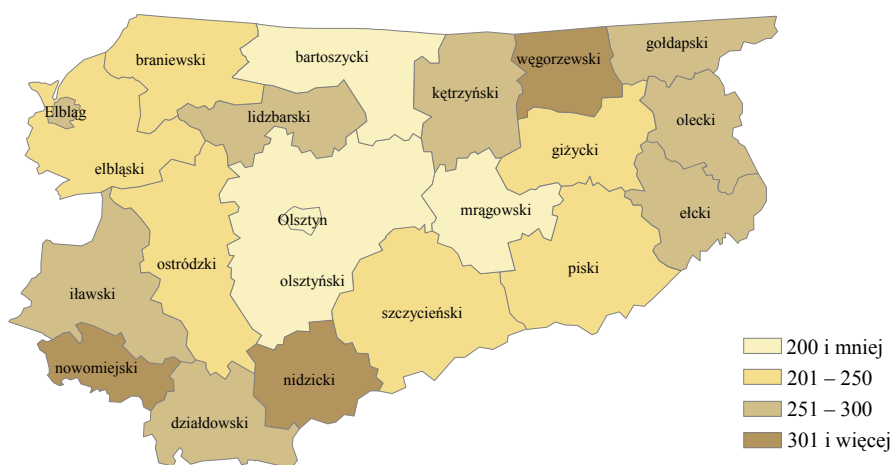 gołdapski
braniewski
bartoszycki
węgorzewski
kętrzyński
Elbląg
lidzbarski
olecki
giżycki
elbląski
mrągowski
ełcki
Olsztyn
ostródzki
piski
olsztyński
iławski
szczycieński
nowomiejski
nidzicki
działdowski
200 i mniej
201 – 250
251 – 300
301 i więcej